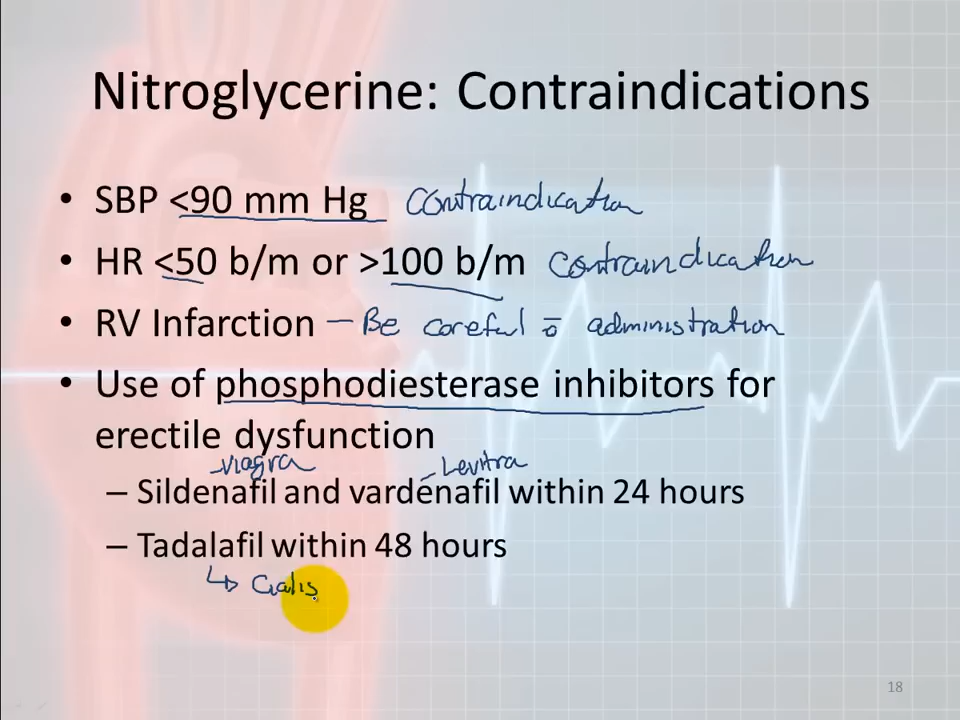 Nitroglycerine: Contraindications
• SBP <90 mm Hg contraindication
• HR <50 b/m or >100 b/m contraindication
• RV Infarction – Be careful c̄ administration
• Use of phosphodiesterase inhibitors for
erectile dysfunction
–viagra –Levitra
– Sildenafil and vardenafil within 24 hours
– Tadalafil within 48 hours
↳ Cialis
18